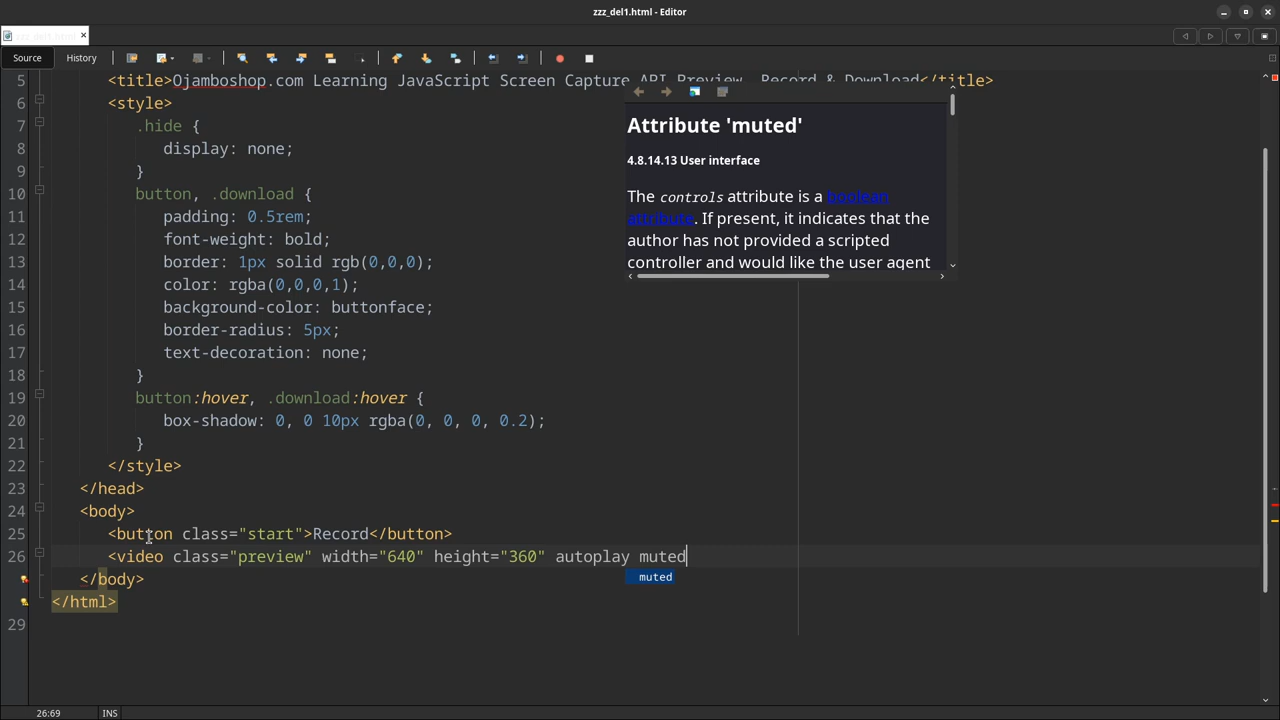 zzz_del1.html - Editor
zzz_del1.html
Source History
5 <title>Ojamboshop.com Learning JavaScript Screen Capture API Preview, Record & Download</title>
6 <style>
7 .hide {
8 display: none;
9 }
10 button, .download {
11 padding: 0.5rem;
12 font-weight: bold;
13 border: 1px solid rgb(0,0,0);
14 color: rgba(0,0,0,1);
15 background-color: buttonface;
16 border-radius: 5px;
17 text-decoration: none;
18 }
19 button:hover, .download:hover {
20 box-shadow: 0, 0 10px rgba(0, 0, 0, 0.2);
21 }
22 </style>
23 </head>
24 <body>
25 <button class="start">Record</button>
26 <video class="preview" width="640" height="360" autoplay muted
</body>
</html>
29
Attribute 'muted'
4.8.14.13 User interface
The controls attribute is a boolean
attribute. If present, it indicates that the
author has not provided a scripted
controller and would like the user agent
muted
26:69 INS